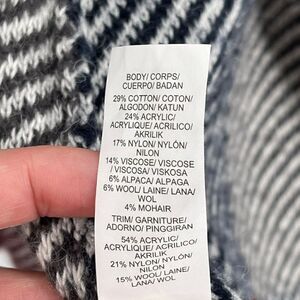 BODY/ CORPS/
CUERPO/ BADAN
29% COTTON/ COTON/
ALGODON/ KATUN
24% ACRYLIC/
ACRYLIQUE/ ACRILICO/
AKRILIK
17% NYLON/ NYLÓN/
NILON
14% VISCOSE/ VISCOSE
/ VISCOSA/ VISKOSA
6% ALPACA/ ALPAGA
6% WOOL/ LAINE/ LANA/
WOL
4% MOHAIR
TRIM/ GARNITURE/
ADORNO/ PINGGIRAN
54% ACRYLIC/
ACRYLIQUE/ ACRILICO/
AKRILIK
21% NYLON/ NYLÓN/
NILON
15% WOOL/ LAINE/
LANA/ WOL